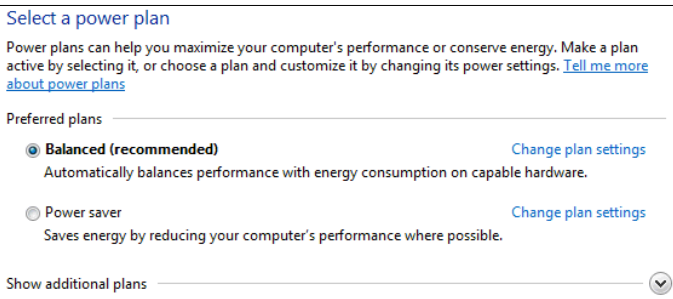 Select a power plan
Power plans can help you maximize your computer's performance or conserve energy. Make a plan
active by selecting it, or choose a plan and customize it by changing its power settings. Tell me more
about power plans
Preferred plans
Balanced (recommended) Change plan settings
Automatically balances performance with energy consumption on capable hardware.
Power saver Change plan settings
Saves energy by reducing your computer's performance where possible.
Show additional plans